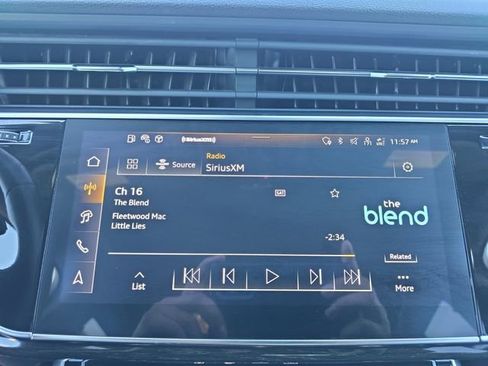 ((SiriusXM))
11:57 AM
Source
Radio
SiriusXM
Ch 16
The Blend
Fleetwood Mac
Little Lies
the
blend
-2:34
Related
List
More